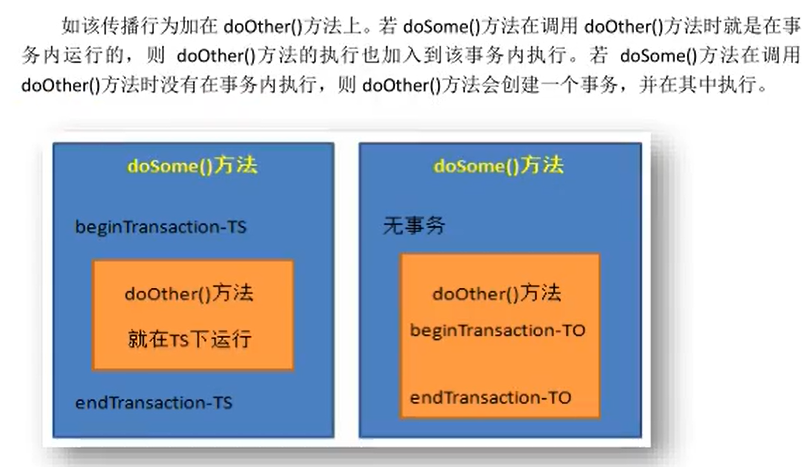 如该传播行为加在 doOther()方法上。若 doSome()方法在调用 doOther()方法时就是在事
务内运行的，则 doOther()方法的执行也加入到该事务内执行。若 doSome()方法在调用
doOther()方法时没有在事务内执行，则 doOther()方法会创建一个事务，并在其中执行。
doSome()方法
beginTransaction-TS
doOther()方法
就在TS下运行
endTransaction-TS
doSome()方法
无事务
doOther()方法
beginTransaction-TO
endTransaction-TO